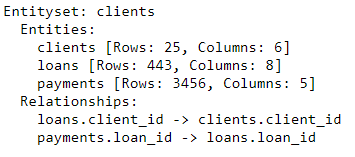 Entityset: clients
  Entities:
    clients [Rows: 25, Columns: 6]
    loans [Rows: 443, Columns: 8]
    payments [Rows: 3456, Columns: 5]
  Relationships:
    loans.client_id -> clients.client_id
    payments.loan_id -> loans.loan_id